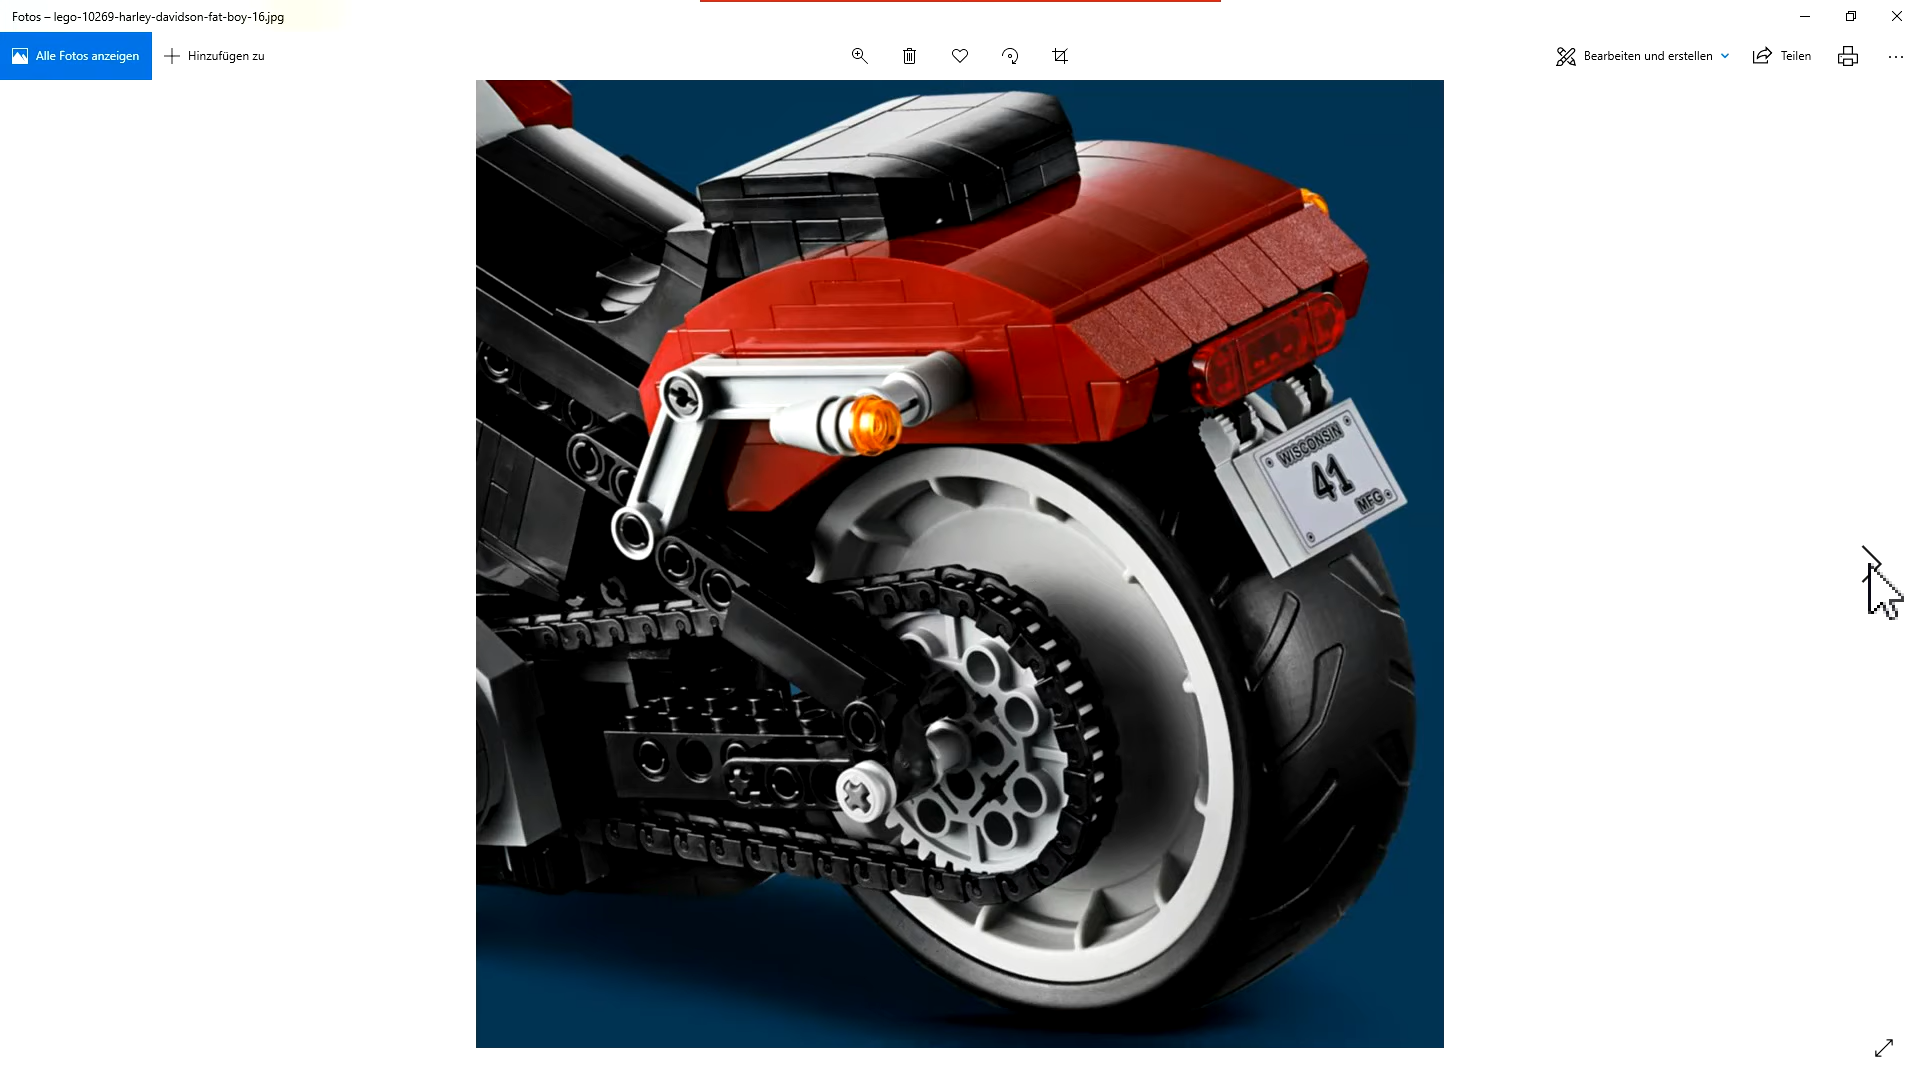 Fotos – lego-10269-harley-davidson-fat-boy-16.jpg
Alle Fotos anzeigen
Hinzufügen zu
Bearbeiten und erstellen
Teilen
WISCONSIN
41
MFG